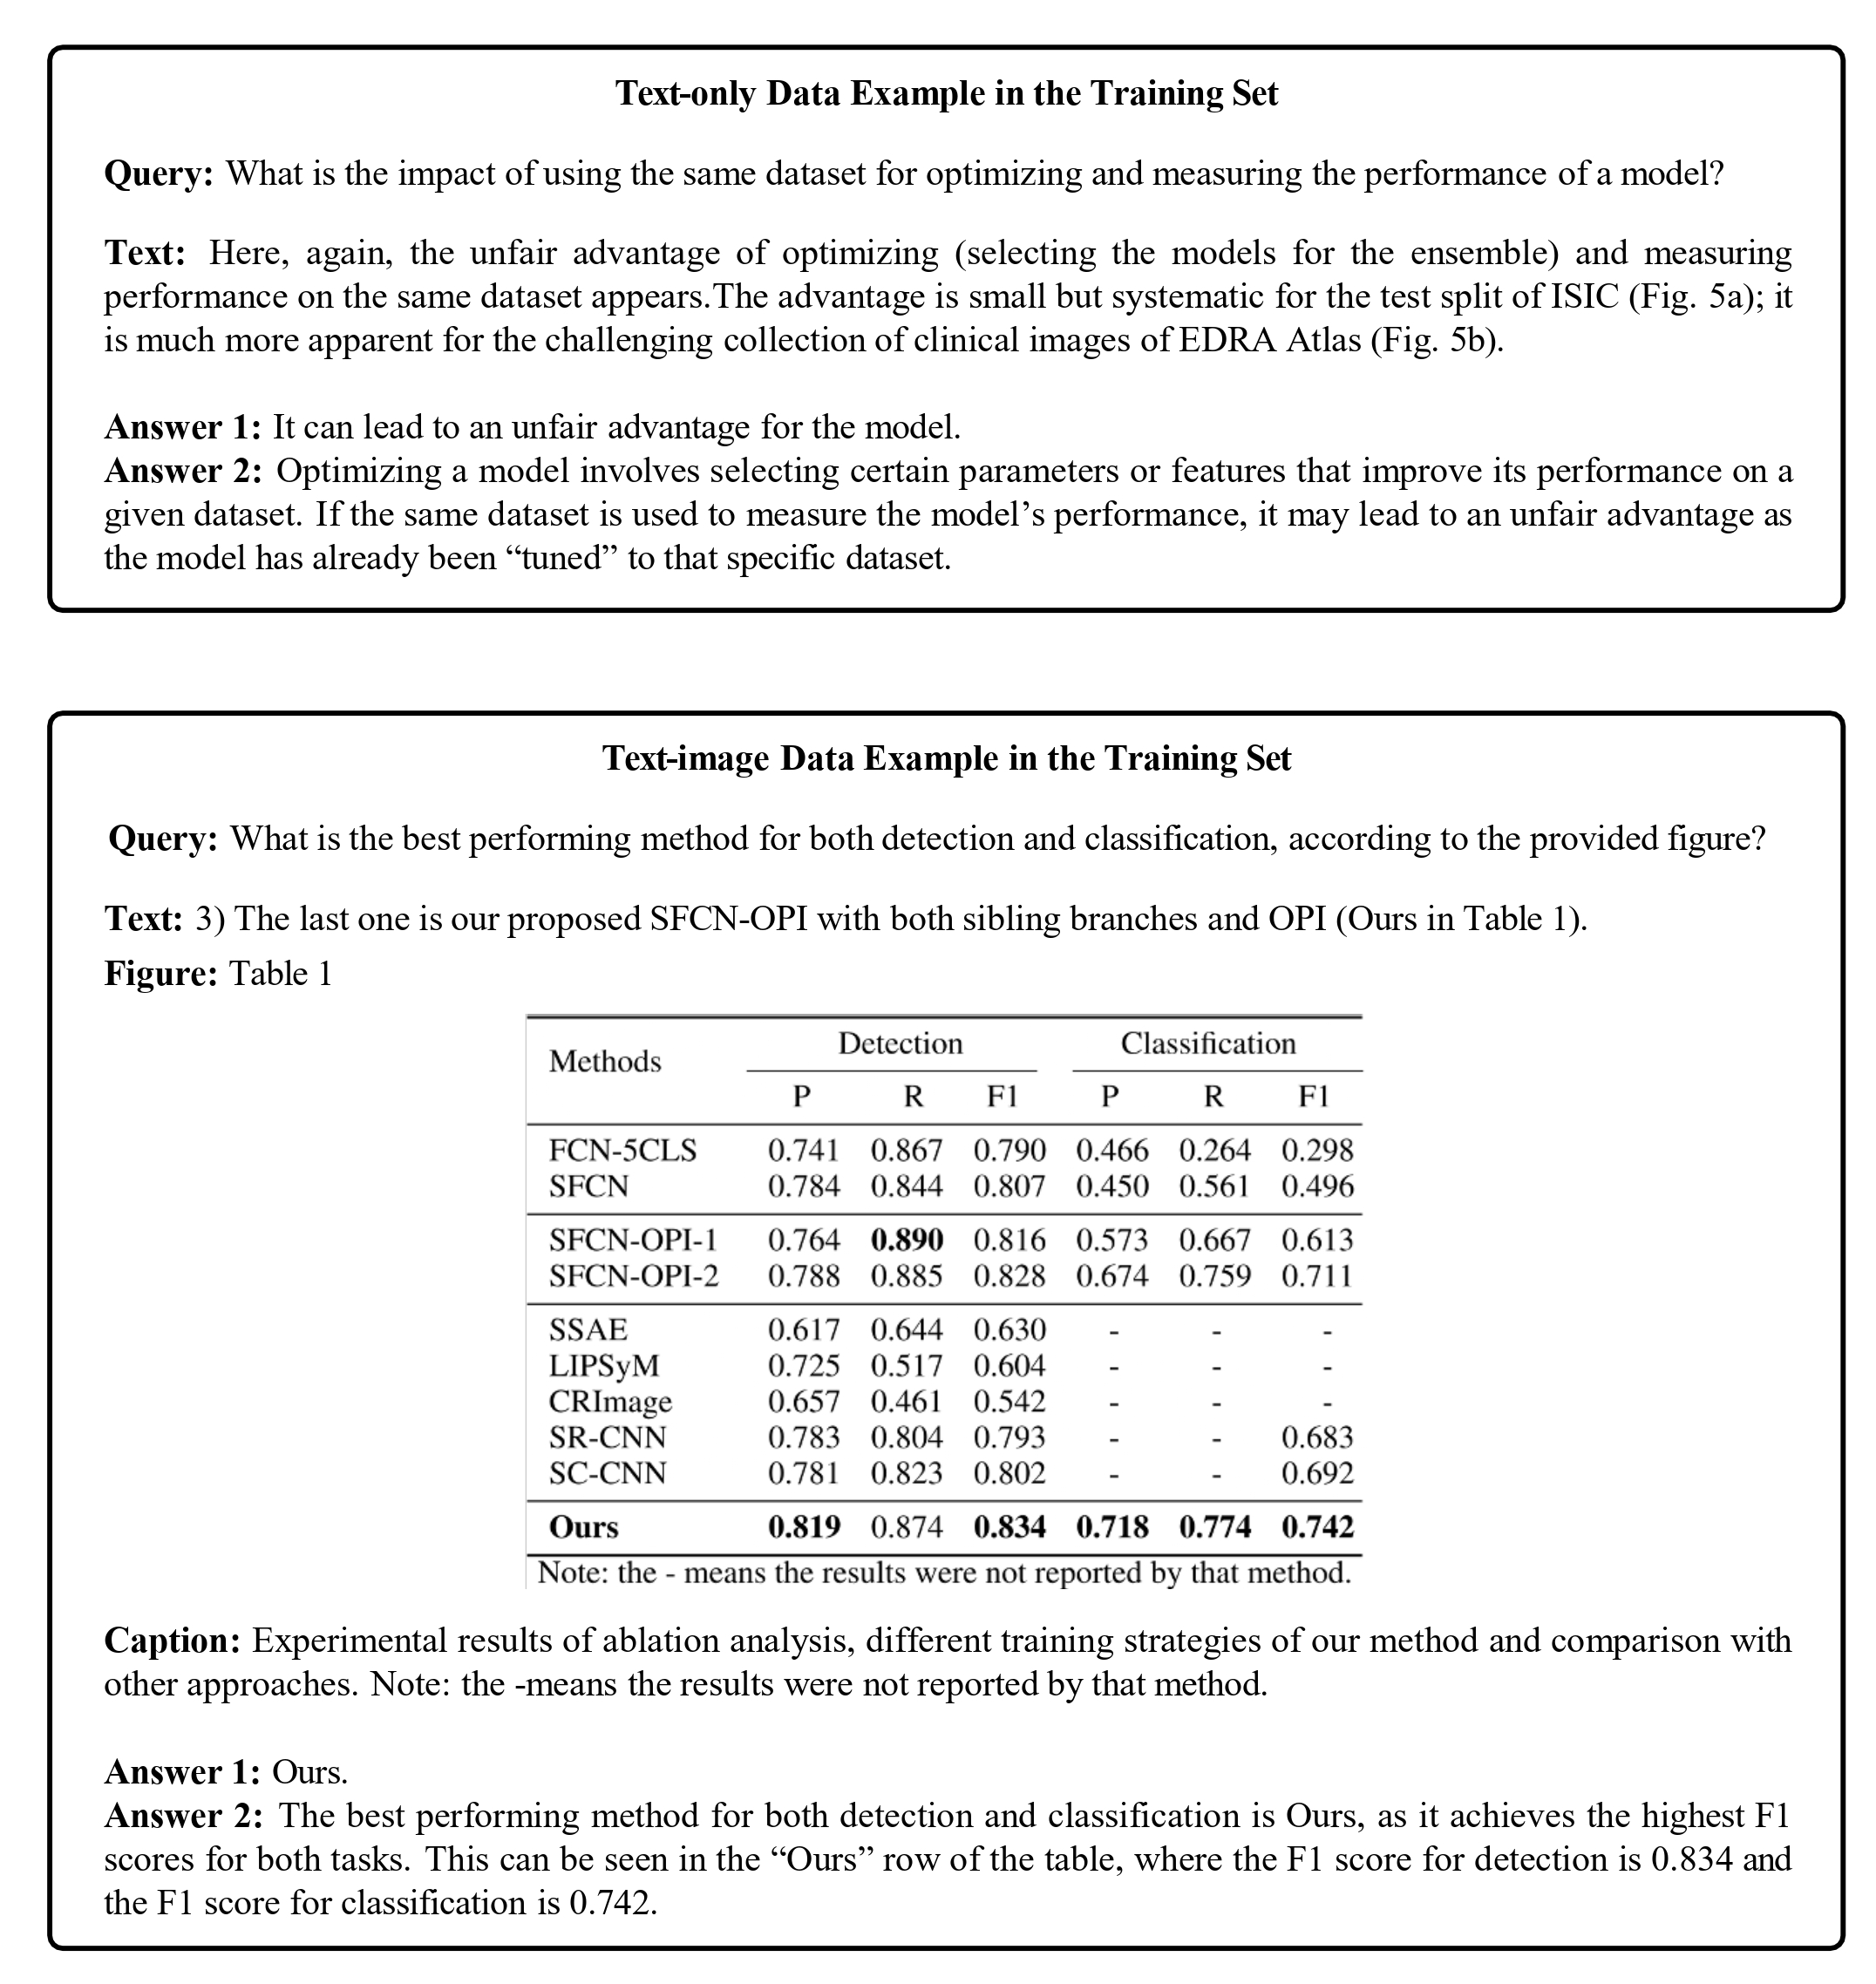 Text-only Data Example in the Training Set
Query: What is the impact of using the same dataset for optimizing and measuring the performance of a model?
Text: Here, again, the unfair advantage of optimizing (selecting the models for the ensemble) and measuring
performance on the same dataset appears.The advantage is small but systematic for the test split of ISIC (Fig. 5a); it
is much more apparent for the challenging collection of clinical images of EDRA Atlas (Fig. 5b).
Answer 1: It can lead to an unfair advantage for the model.
Answer 2: Optimizing a model involves selecting certain parameters or features that improve its performance on a
given dataset. If the same dataset is used to measure the model’s performance, it may lead to an unfair advantage as
the model has already been “tuned” to that specific dataset.
Text-image Data Example in the Training Set
Query: What is the best performing method for both detection and classification, according to the provided figure?
Text: 3) The last one is our proposed SFCN-OPI with both sibling branches and OPI (Ours in Table 1).
Figure: Table 1
Methods Detection Classification
P R F1 P R F1
FCN-5CLS 0.741 0.867 0.790 0.466 0.264 0.298
SFCN 0.784 0.844 0.807 0.450 0.561 0.496
SFCN-OPI-1 0.764 0.890 0.816 0.573 0.667 0.613
SFCN-OPI-2 0.788 0.885 0.828 0.674 0.759 0.711
SSAE 0.617 0.644 0.630 - - -
LIPSyM 0.725 0.517 0.604 - - -
CRImage 0.657 0.461 0.542 - - -
SR-CNN 0.783 0.804 0.793 - - 0.683
SC-CNN 0.781 0.823 0.802 - - 0.692
Ours 0.819 0.874 0.834 0.718 0.774 0.742
Note: the - means the results were not reported by that method.
Caption: Experimental results of ablation analysis, different training strategies of our method and comparison with
other approaches. Note: the -means the results were not reported by that method.
Answer 1: Ours.
Answer 2: The best performing method for both detection and classification is Ours, as it achieves the highest F1
scores for both tasks. This can be seen in the “Ours” row of the table, where the F1 score for detection is 0.834 and
the F1 score for classification is 0.742.